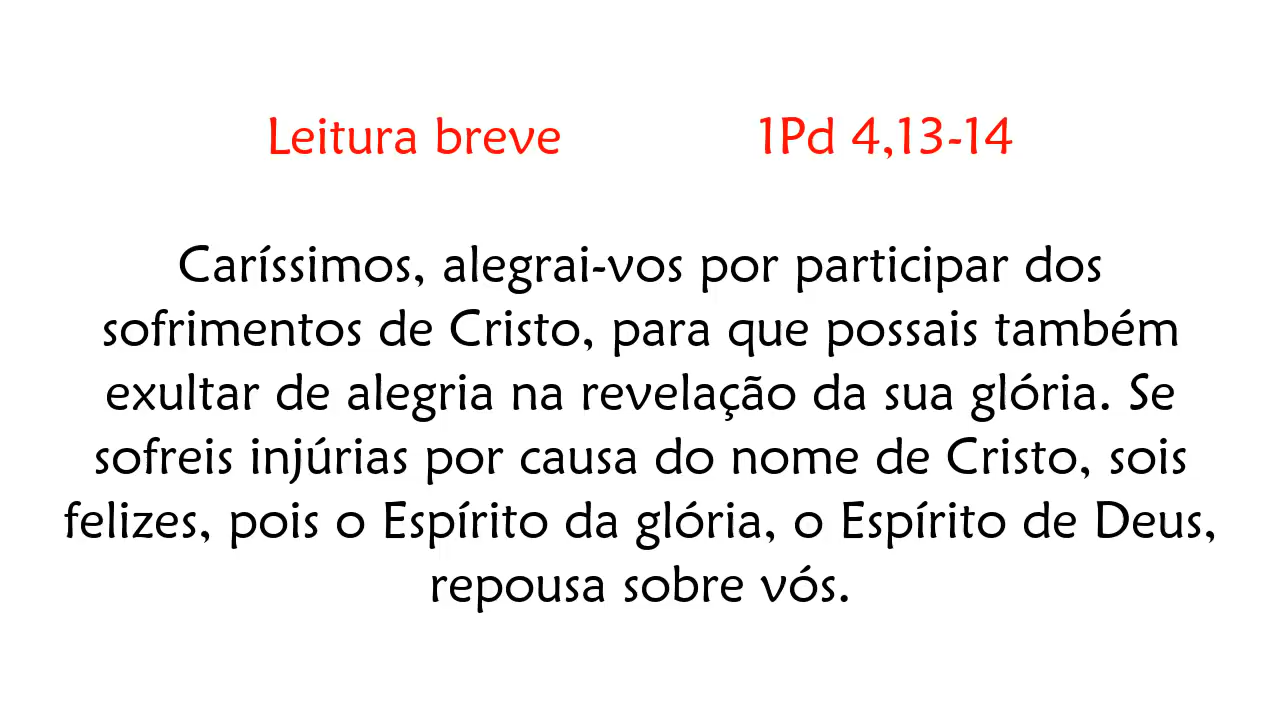 Leitura breve 1Pd 4,13-14
Caríssimos, alegrai-vos por participar dos
sofrimentos de Cristo, para que possais também
exultar de alegria na revelação da sua glória. Se
sofreis injúrias por causa do nome de Cristo, sois
felizes, pois o Espírito da glória, o Espírito de Deus,
repousa sobre vós.